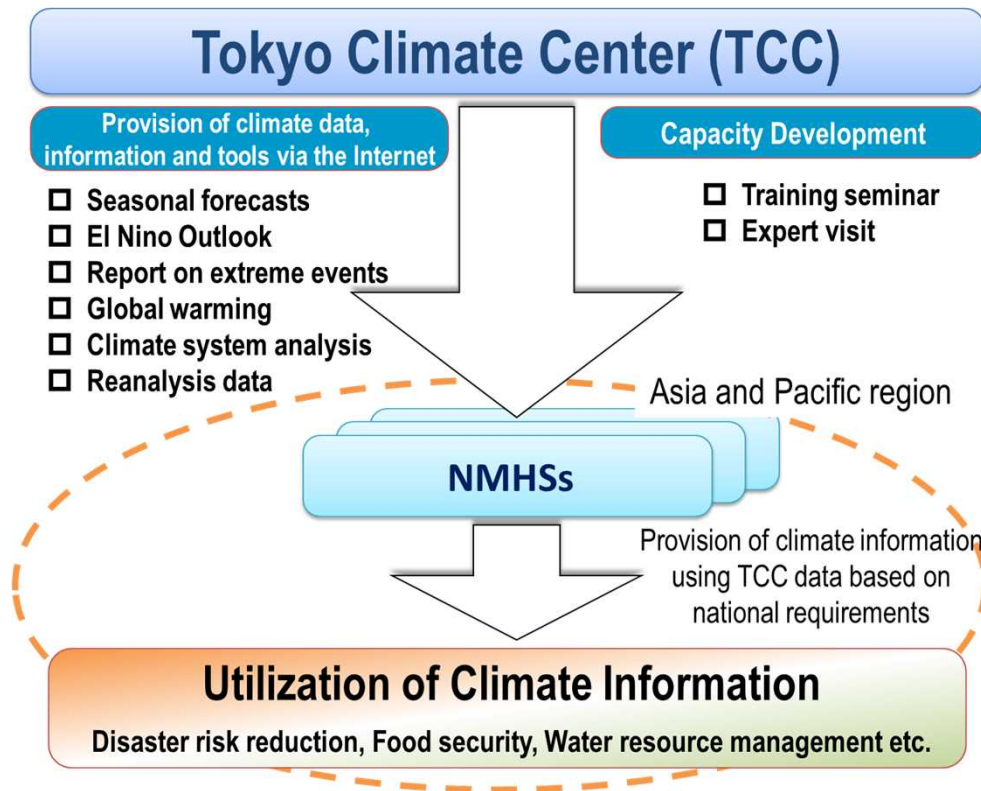 Tokyo Climate Center (TCC)
Provision of climate data,
information and tools via the Internet
Seasonal forecasts
El Nino Outlook
Report on extreme events
Global warming
Climate system analysis
Reanalysis data
Capacity Development
Training seminar
Expert visit
Asia and Pacific region
NMHSs
Provision of climate information
using TCC data based on
national requirements
Utilization of Climate Information
Disaster risk reduction, Food security, Water resource management etc.